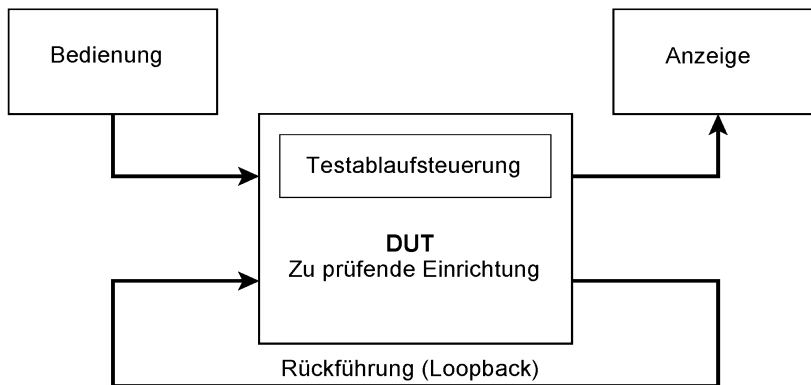 Bedienung
Anzeige
Testablaufsteuerung
DUT
Zu prüfende Einrichtung
Rückführung (Loopback)